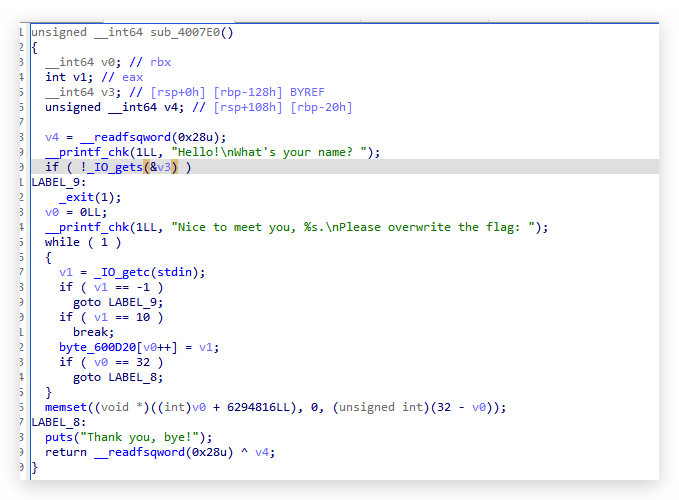 1 unsigned __int64 sub_4007E0()
2 {
3 __int64 v0; // rbx
4 int v1; // eax
5 __int64 v3; // [rsp+0h] [rbp-128h] BYREF
6 unsigned __int64 v4; // [rsp+108h] [rbp-20h]
7
8 v4 = __readfsqword(0x28u);
9 __printf_chk(1LL, "Hello!\nWhat's your name? ");
0 if ( !_IO_gets(&v3) )
1 LABEL_9:
2 _exit(1);
3 v0 = 0LL;
4 __printf_chk(1LL, "Nice to meet you, %s.\nPlease overwrite the flag: ");
5 while ( 1 )
6 {
7 v1 = _IO_getc(stdin);
8 if ( v1 == -1 )
9 goto LABEL_9;
0 if ( v1 == 10 )
1 break;
2 byte_600D20[v0++] = v1;
3 if ( v0 == 32 )
4 goto LABEL_8;
5 }
6 memset((void *)((int)v0 + 6294816LL), 0, (unsigned int)(32 - v0));
7 LABEL_8:
8 puts("Thank you, bye!");
9 return __readfsqword(0x28u) ^ v4;
0 }